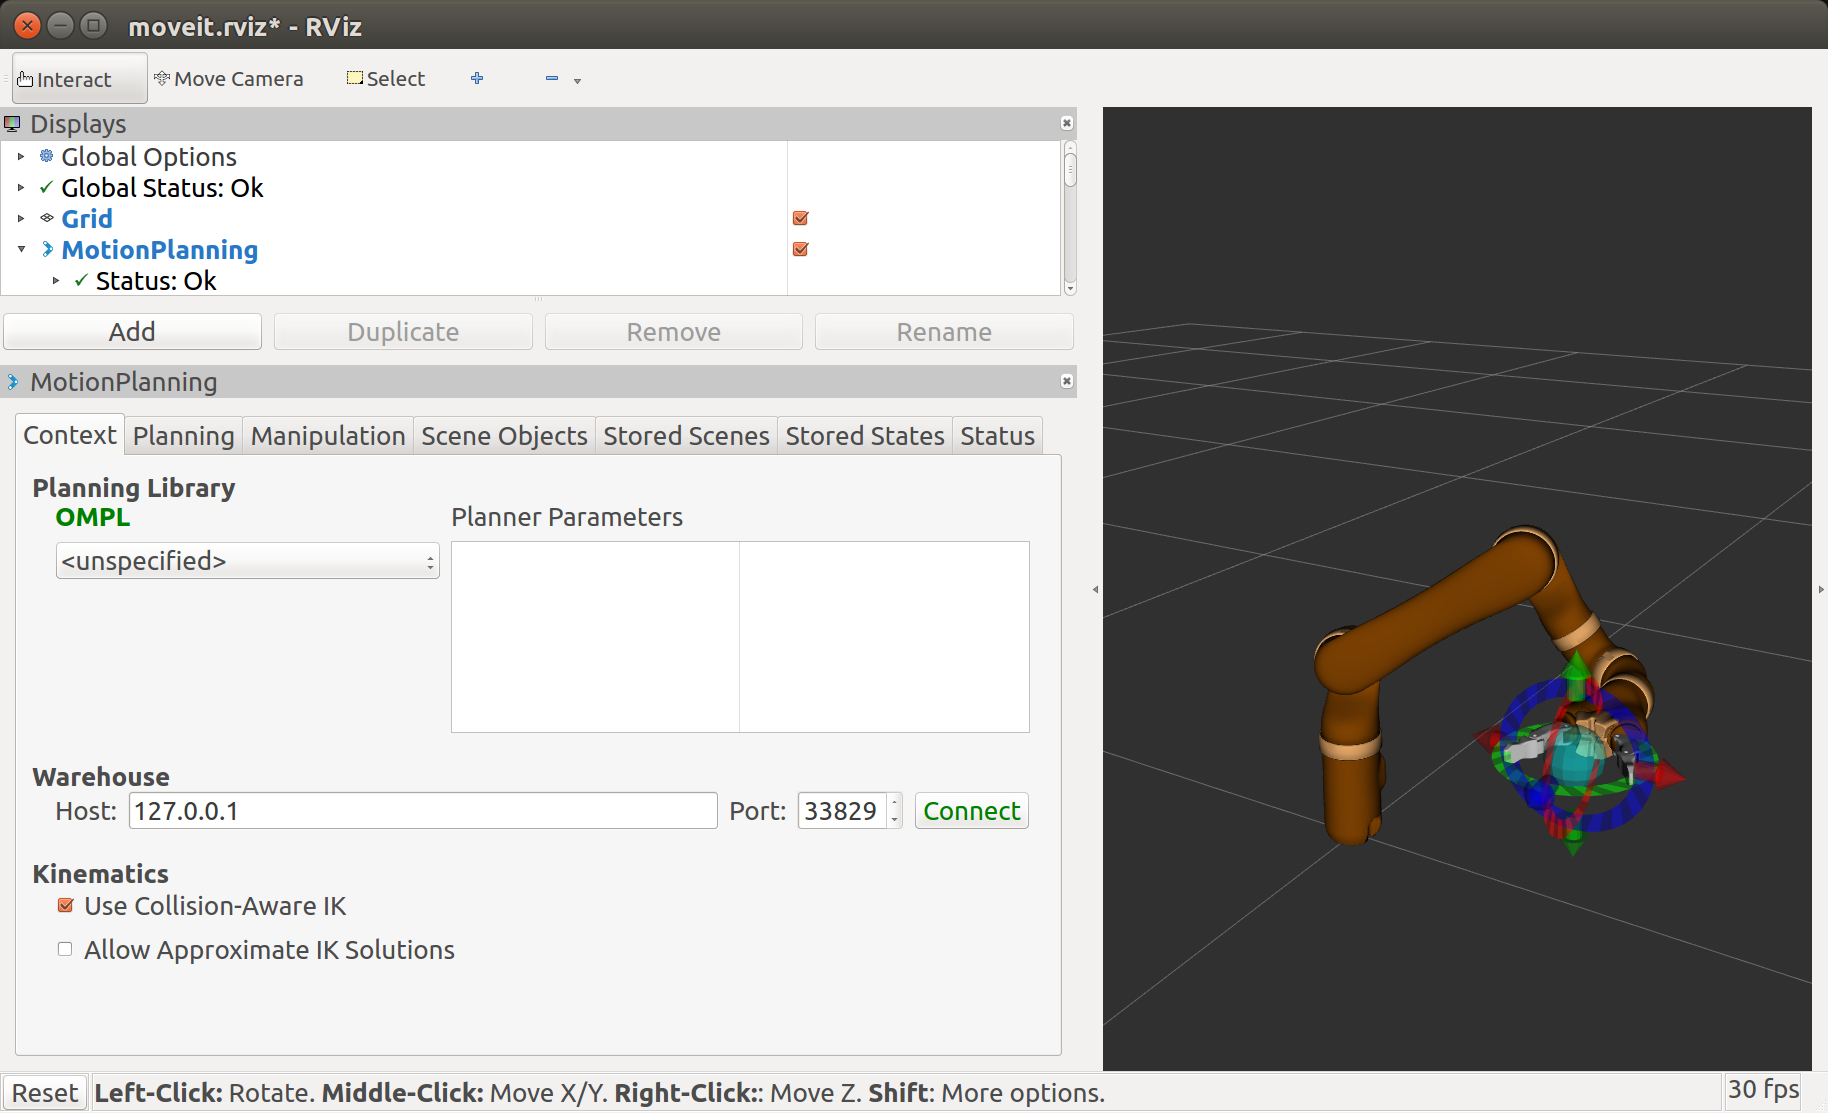 moveit.rviz* - RViz
Interact Move Camera Select
Displays
Global Options
Global Status: Ok
Grid
MotionPlanning
Status: Ok
Add Duplicate Remove Rename
MotionPlanning
Context Planning Manipulation Scene Objects Stored Scenes Stored States Status
Planning Library
OMPL Planner Parameters
<unspecified>
Warehouse
Host: 127.0.0.1 Port: 33829 Connect
Kinematics
Use Collision-Aware IK
Allow Approximate IK Solutions
Reset Left-Click: Rotate. Middle-Click: Move X/Y. Right-Click:: Move Z. Shift: More options. 30 fps